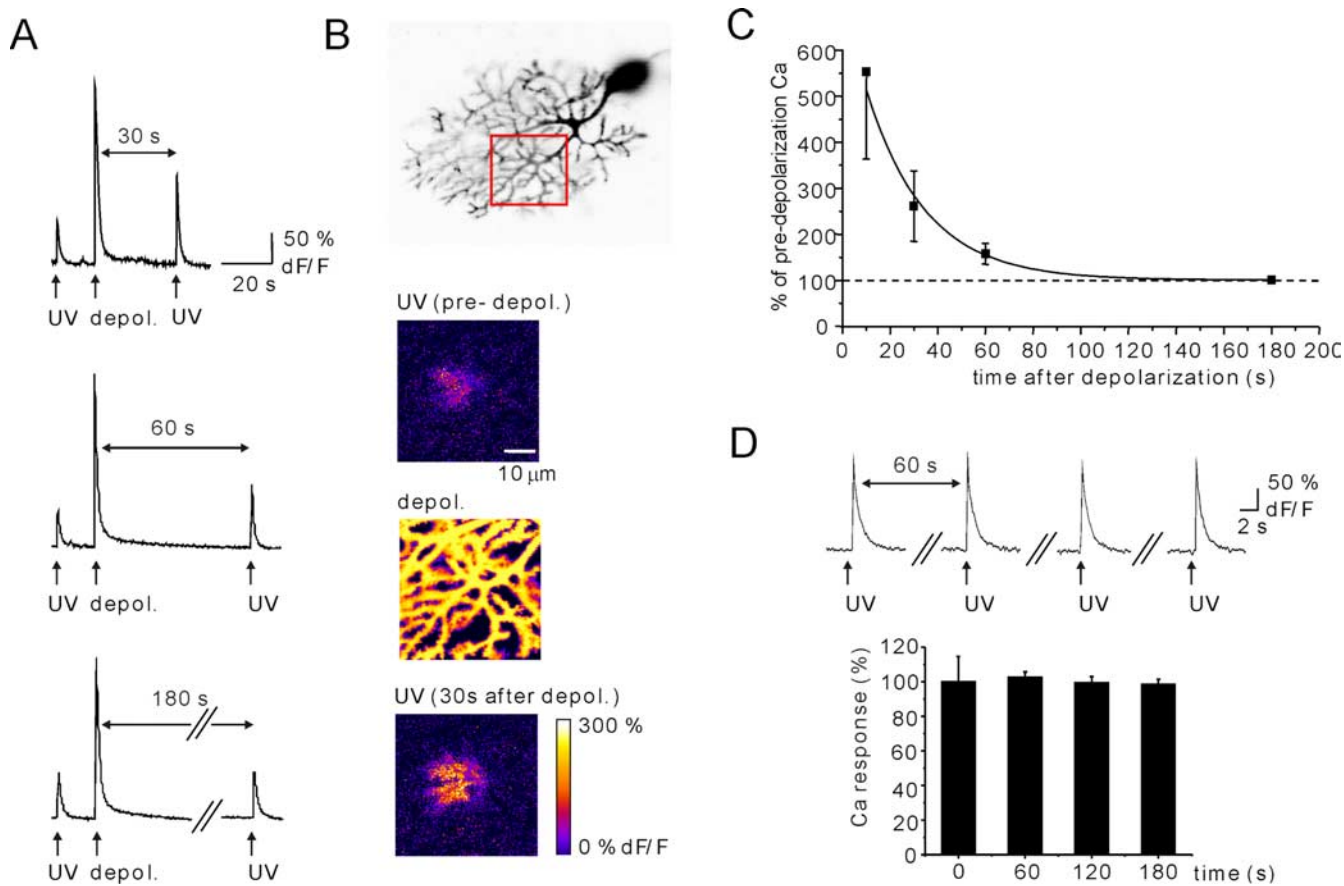 A
30 s
50 %
dF/F
20 s
UV depol. UV
60 s
UV depol. UV
180 s
UV depol. UV
B
UV (pre- depol.)
10 µm
depol.
UV (30s after depol.)
300 %
0 % dF/F
C
% of pre-depolarization Ca
600
500
400
300
200
100
0
0 20 40 60 80 100 120 140 160 180 200
time after depolarization (s)
D
60 s
50 %
dF/F
2 s
UV UV UV UV
Ca response (%)
120
100
80
60
40
20
0
0 60 120 180 time (s)